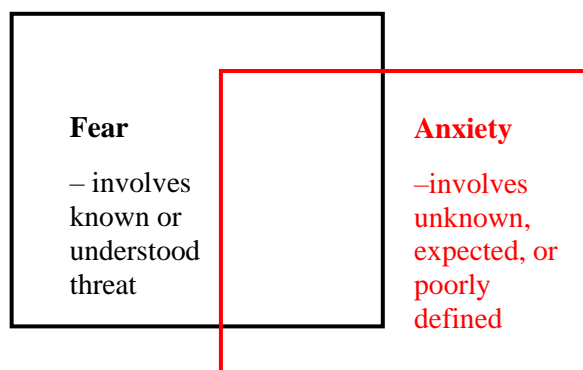 Fear
– involves
known or
understood
threat
Anxiety
–involves
unknown,
expected, or
poorly
defined